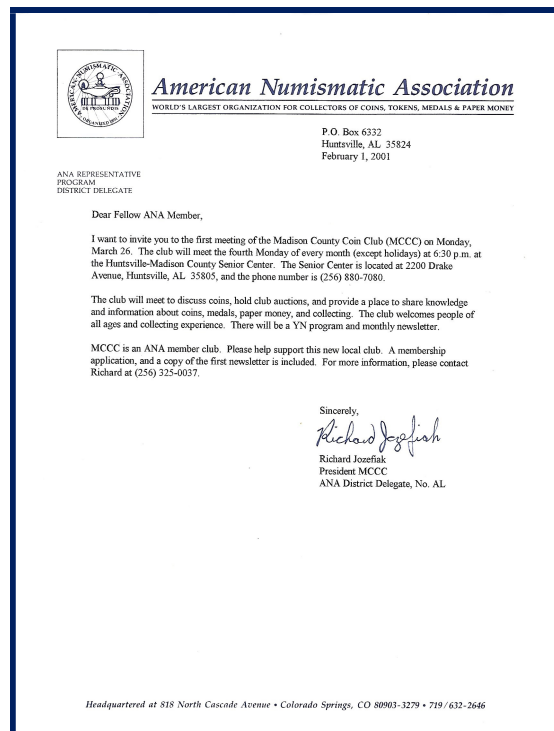 AMERICAN NUMISMATIC ASSOCIATION
ORGANIZED 1891
American Numismatic Association
WORLD'S LARGEST ORGANIZATION FOR COLLECTORS OF COINS, TOKENS, MEDALS & PAPER MONEY
P.O. Box 6332
Huntsville, AL 35824
February 1, 2001
ANA REPRESENTATIVE
PROGRAM
DISTRICT DELEGATE
Dear Fellow ANA Member,
I want to invite you to the first meeting of the Madison County Coin Club (MCCC) on Monday,
March 26. The club will meet the fourth Monday of every month (except holidays) at 6:30 p.m. at
the Huntsville-Madison County Senior Center. The Senior Center is located at 2200 Drake
Avenue, Huntsville, AL 35805, and the phone number is (256) 880-7080.
The club will meet to discuss coins, hold club auctions, and provide a place to share knowledge
and information about coins, medals, paper money, and collecting. The club welcomes people of
all ages and collecting experience. There will be a YN program and monthly newsletter.
MCCC is an ANA member club. Please help support this new local club. A membership
application, and a copy of the first newsletter is included. For more information, please contact
Richard at (256) 325-0037.
Sincerely,
Richard Jozefiak
Richard Jozefiak
President MCCC
ANA District Delegate, No. AL
Headquartered at 818 North Cascade Avenue • Colorado Springs, CO 80903-3279 • 719/632-2646